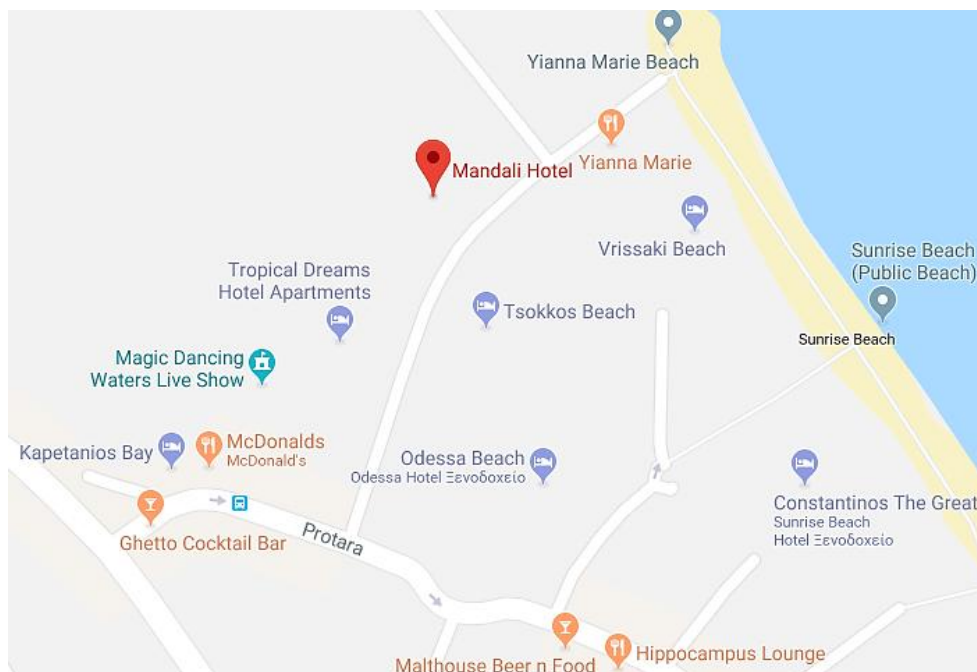 Yianna Marie Beach
Yianna Marie
Mandali Hotel
Vrissaki Beach
Sunrise Beach
(Public Beach)
Tropical Dreams
Hotel Apartments
Tsokkos Beach
Sunrise Beach
Magic Dancing
Waters Live Show
Kapetanios Bay
McDonalds
McDonald's
Odessa Beach
Odessa Hotel Ξενοδοχείο
Constantinos The Great
Sunrise Beach
Hotel Ξενοδοχείο
Ghetto Cocktail Bar
Protara
Malthouse Beer n Food
Hippocampus Lounge